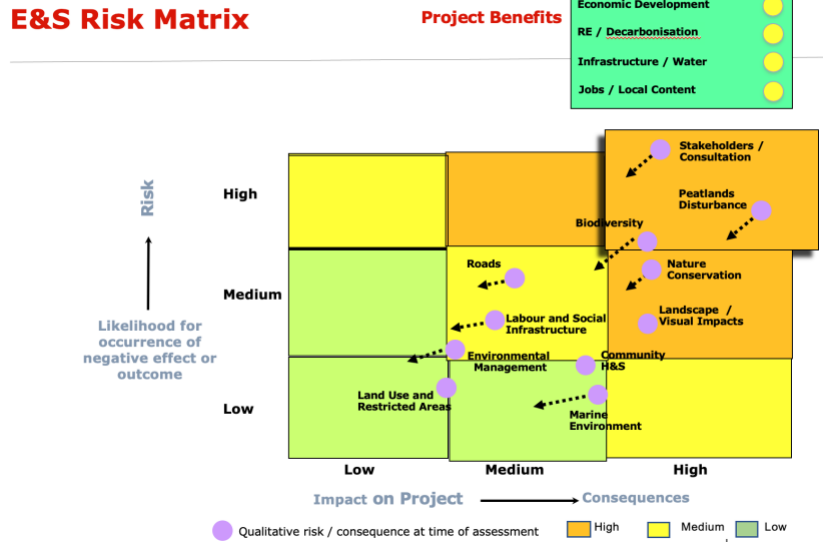 E&S Risk Matrix
Project Benefits
Economic Development
RE / Decarbonisation
Infrastructure / Water
Jobs / Local Content
Risk
Likelihood for
occurrence of
negative effect or
outcome
High
Medium
Low
Stakeholders /
Consultation
Peatlands
Disturbance
Biodiversity
Roads
Nature
Conservation
Labour and Social
Infrastructure
Landscape /
Visual Impacts
Environmental
Management
Community
H&S
Land Use and
Restricted Areas
Marine
Environment
Low
Medium
High
Impact on Project
Consequences
Qualitative risk / consequence at time of assessment
High
Medium
Low